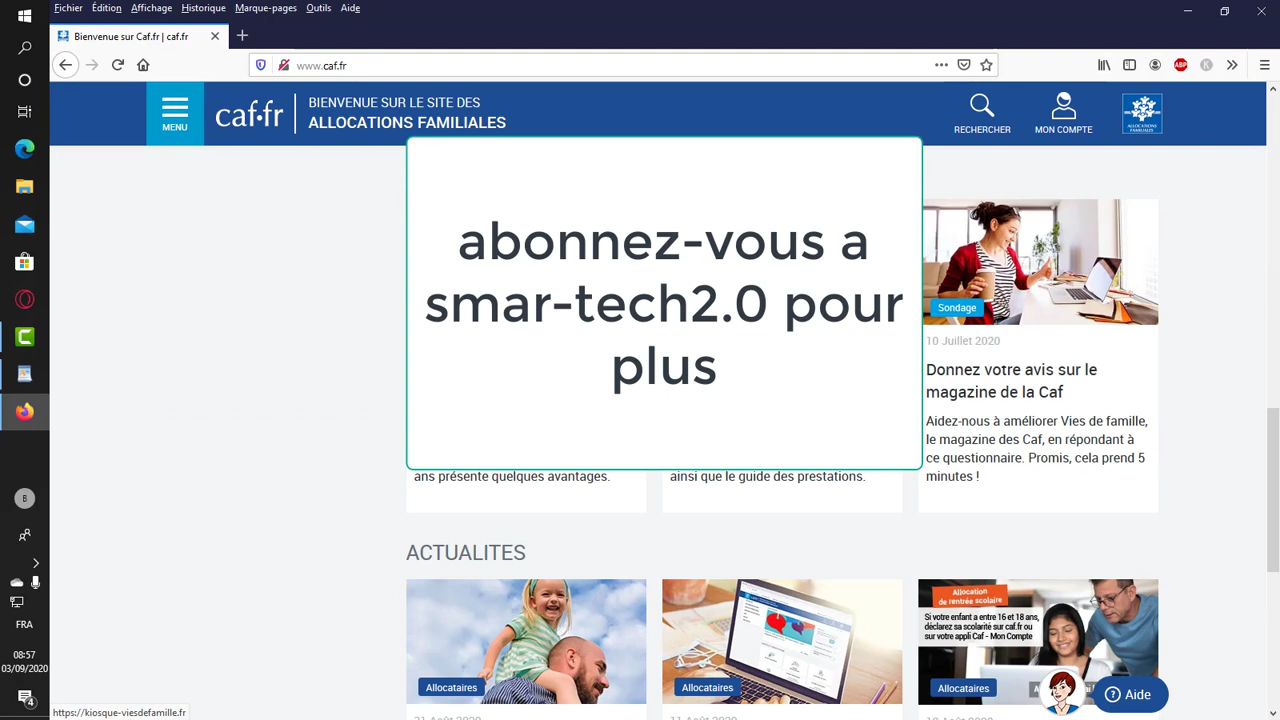 Fichier Édition Affichage Historique Marque-pages Outils Aide
Bienvenue sur Caf.fr | caf.fr
www.caf.fr
ABP
MENU
caf.fr
BIENVENUE SUR LE SITE DES
ALLOCATIONS FAMILIALES
RECHERCHER
MON COMPTE
ALLOCATIONS
FAMILIALES
abonnez-vous a
smar-tech2.0 pour
plus
Sondage
10 Juillet 2020
Donnez votre avis sur le
magazine de la Caf
Aidez-nous à améliorer Vies de famille,
le magazine des Caf, en répondant à
ce questionnaire. Promis, cela prend 5
minutes !
ans présente quelques avantages.
ainsi que le guide des prestations.
ACTUALITES
Allocation
de rentrée scolaire
Si votre enfant a entre 16 et 18 ans,
déclarez sa scolarité sur caf.fr ou
sur votre appli Caf - Mon Compte
Allocataires
Allocataires
Allocataires
Aide
B
FRA
08:57
03/09/2020
4
https://kiosque-viesdefamille.fr